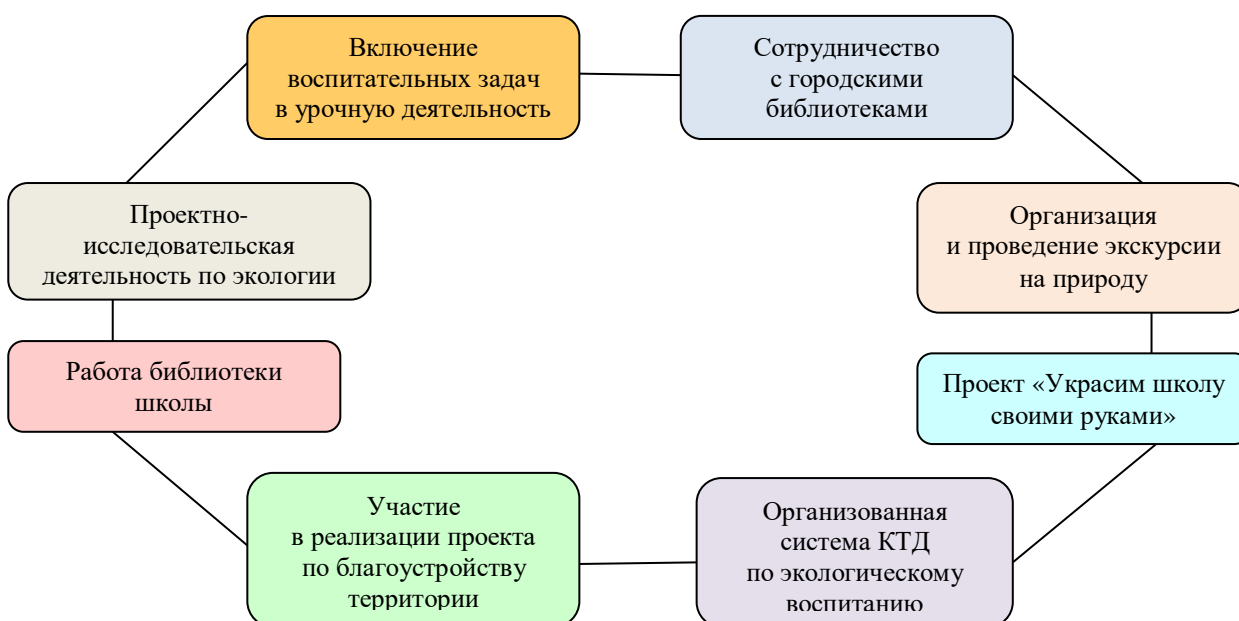 Включение
воспитательных задач
в урочную деятельность
Сотрудничество
с городскими
библиотеками
Проектно-
исследовательская
деятельность по экологии
Организация
и проведение экскурсии
на природу
Работа библиотеки
школы
Проект «Украсим школу
своими руками»
Участие
в реализации проекта
по благоустройству
территории
Организованная
система КТД
по экологическому
воспитанию